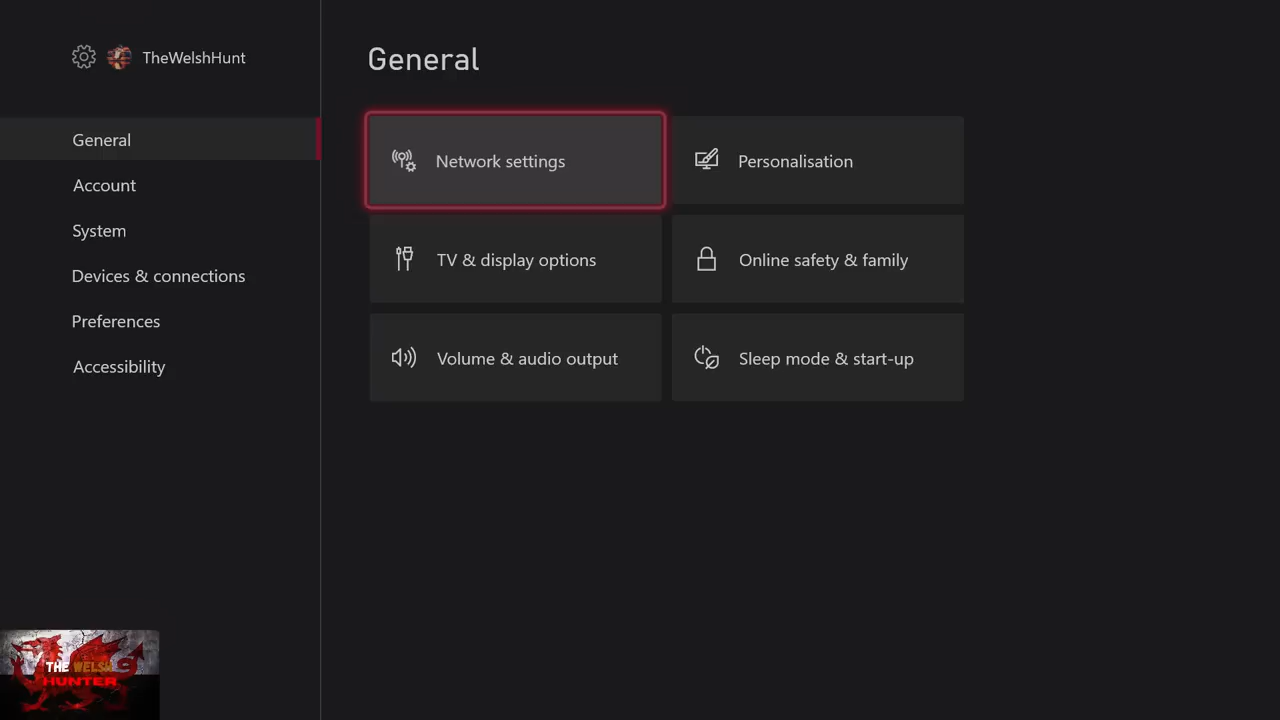 TheWelshHunt
General
Account
System
Devices & connections
Preferences
Accessibility
General
Network settings
Personalisation
TV & display options
Online safety & family
Volume & audio output
Sleep mode & start-up
THE WELSH
HUNTER